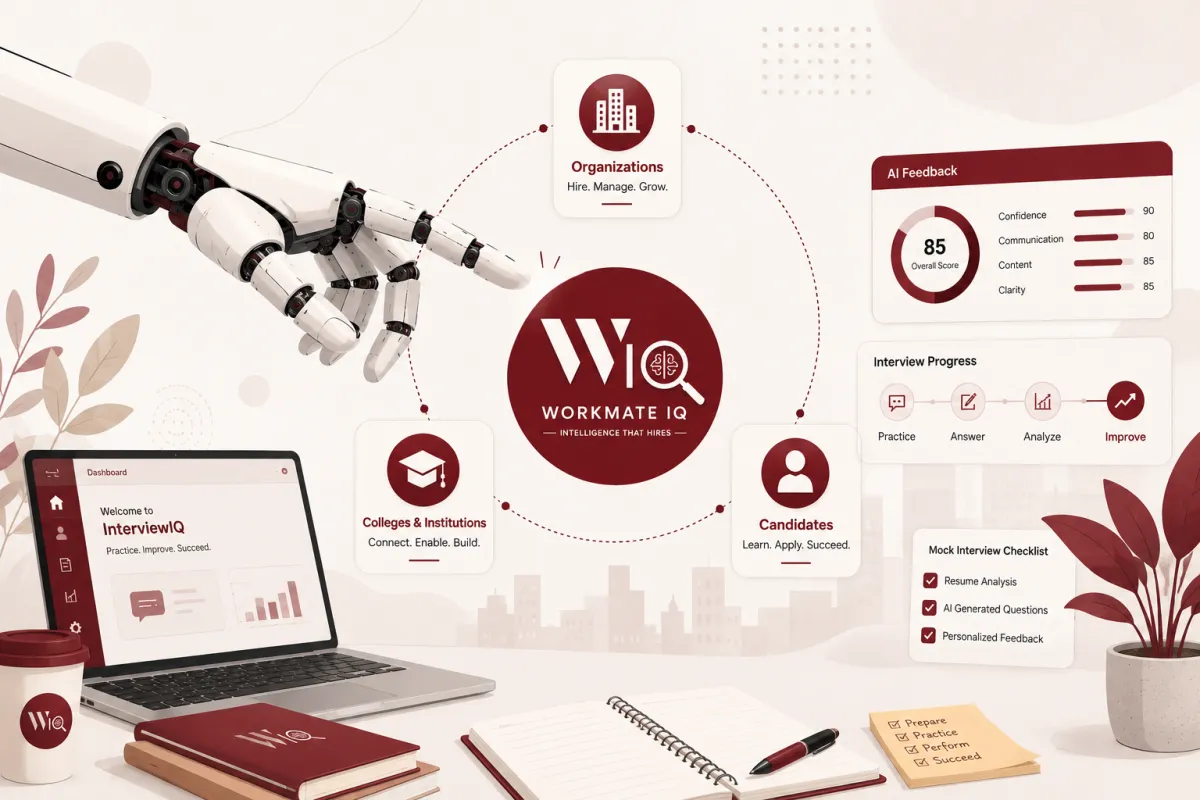 Organizations
Hire. Manage. Grow.
AI Feedback
85
Overall Score
Confidence 90
Communication 80
Content 85
Clarity 85
WIQ
WORKMATE IQ
INTELLIGENCE THAT HIRES
Interview Progress
Practice
Answer
Analyze
Improve
Colleges & Institutions
Connect. Enable. Build.
Candidates
Learn. Apply. Succeed.
Dashboard
Welcome to
InterviewIQ
Practice. Improve. Succeed.
Mock Interview Checklist
Resume Analysis
AI Generated Questions
Personalized Feedback
WIQ
WIQ
Prepare
Practice
Perform
Succeed